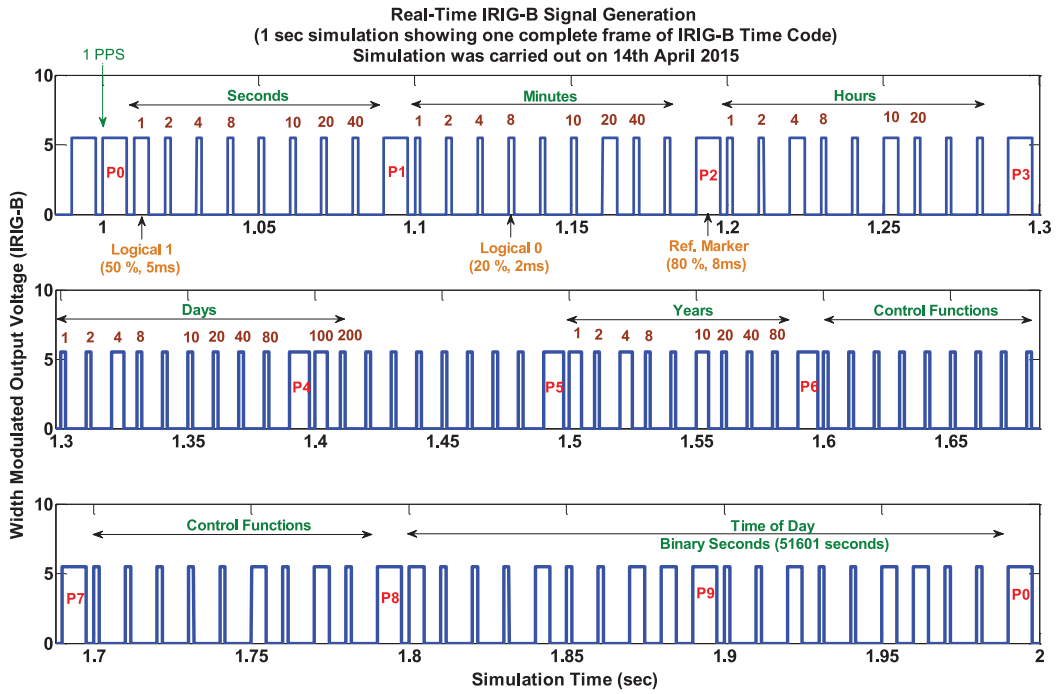 Real-Time IRIG-B Signal Generation
(1 sec simulation showing one complete frame of IRIG-B Time Code)
Simulation was carried out on 14th April 2015
1 PPS
Width Modulated Output Voltage (IRIG-B)
10
5
0
Seconds
Minutes
Hours
1 2 4 8 10 20 40
1 2 4 8 10 20 40
1 2 4 8 10 20
P0
P1
P2
P3
1 1.05 1.1 1.15 1.2 1.25 1.3
Logical 1
(50 %, 5ms)
Logical 0
(20 %, 2ms)
Ref. Marker
(80 %, 8ms)
10
5
0
Days
Years
Control Functions
1 2 4 8 10 20 40 80 100 200
1 2 4 8 10 20 40 80
P4
P5
P6
1.3 1.35 1.4 1.45 1.5 1.55 1.6 1.65
10
5
0
Control Functions
Time of Day
Binary Seconds (51601 seconds)
P7
P8
P9
P0
1.7 1.75 1.8 1.85 1.9 1.95 2
Simulation Time (sec)